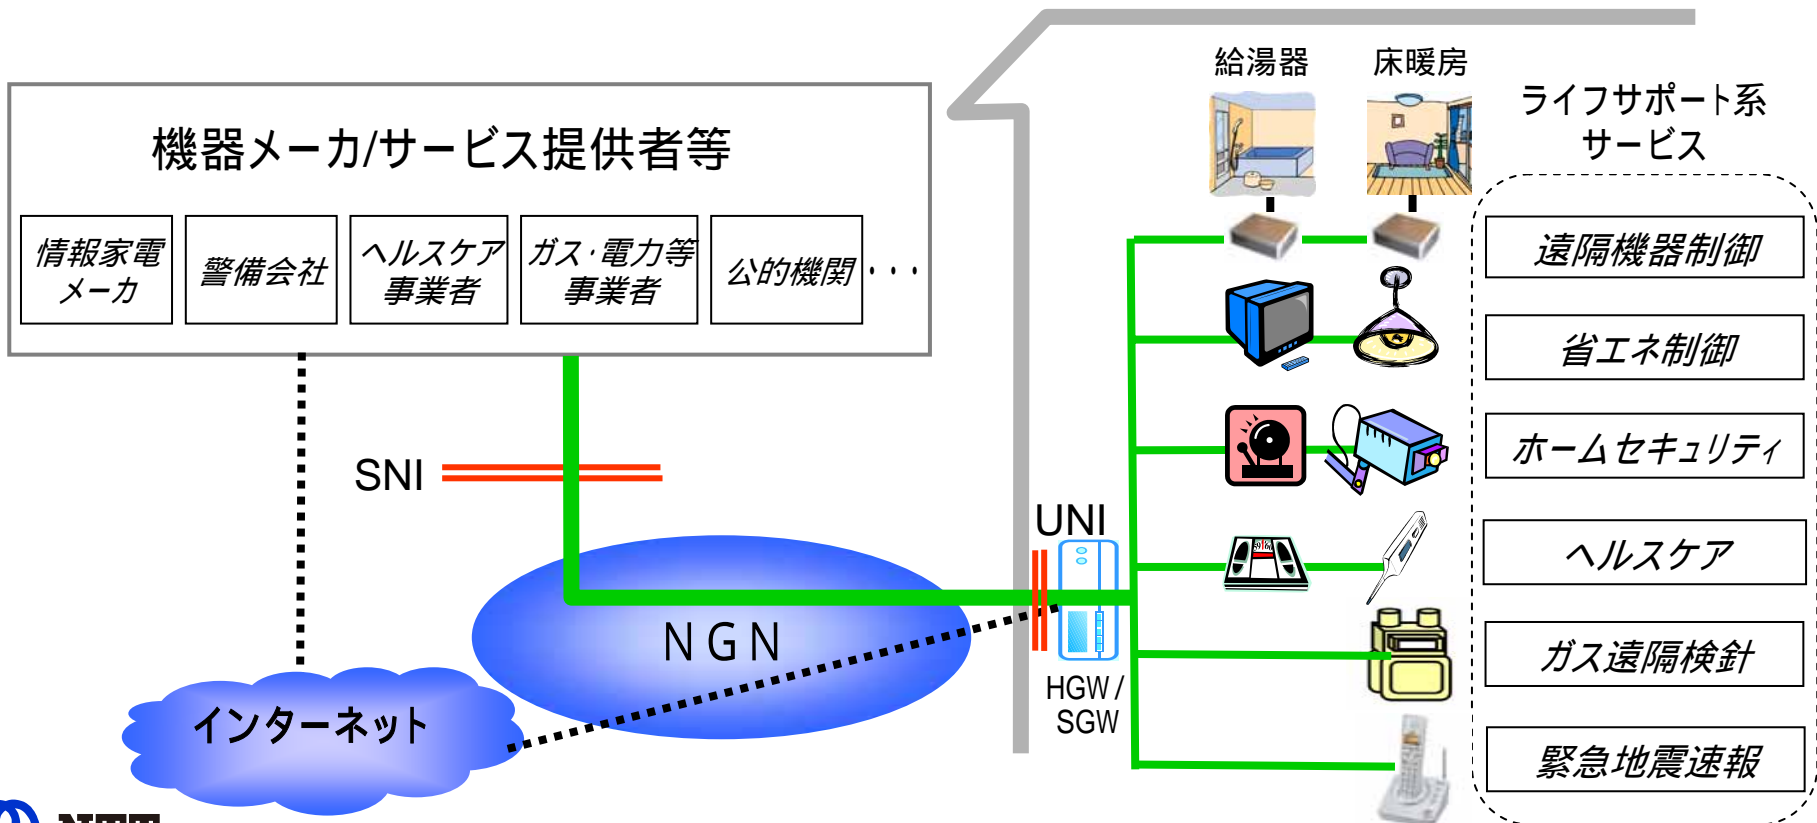 給湯器
床暖房
ライフサポート系
サービス
機器メーカ/サービス提供者等
情報家電
メーカ
警備会社
ヘルスケア
事業者
ガス・電力等
事業者
公的機関
・・・
遠隔機器制御
省エネ制御
ホームセキュリティ
ヘルスケア
ガス遠隔検針
緊急地震速報
SNI
UNI
NGN
HGW/
SGW
インターネット
NTT